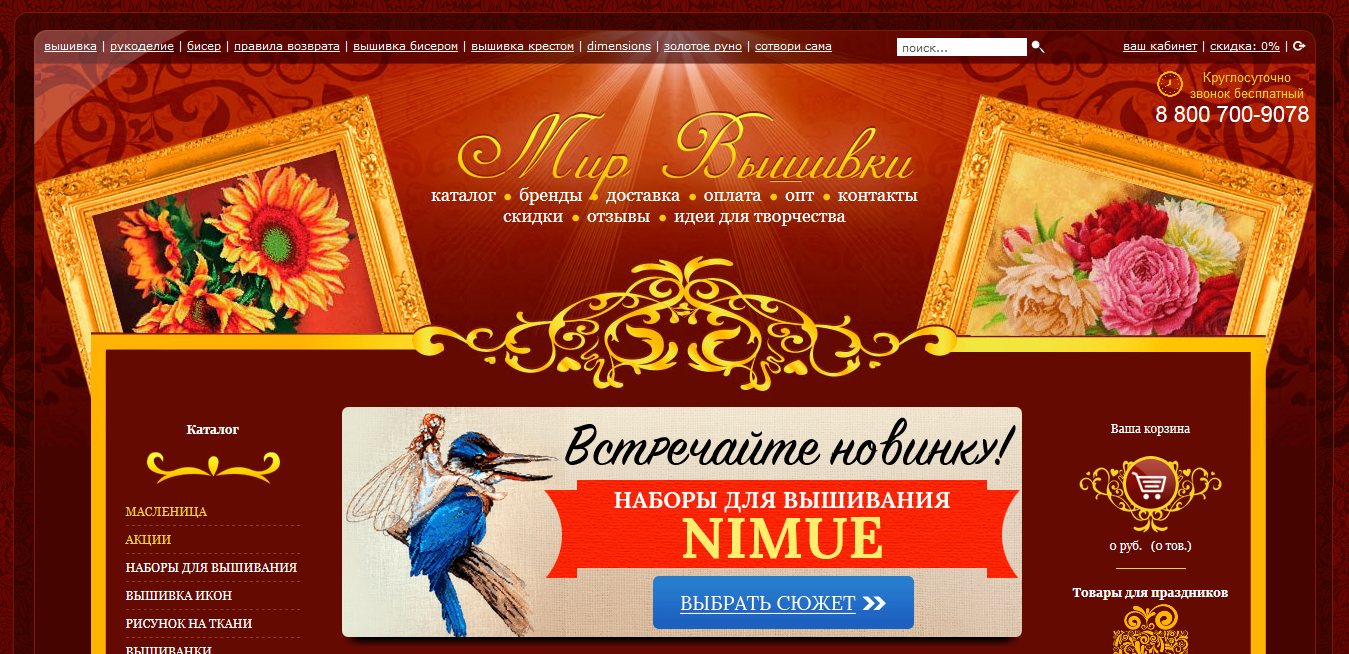 вышивка | рукоделие | бисер | правила возврата | вышивка бисером | вышивка крестом | dimensions | золотое руно | сотвори сама
поиск...
ваш кабинет | скидка: 0% |
Круглосуточно
звонок бесплатный
8 800 700-9078
Мир Вышивки
каталог • бренды • доставка • оплата • опт • контакты
скидки • отзывы • идеи для творчества
Каталог
МАСЛЕНИЦА
АКЦИИ
НАБОРЫ ДЛЯ ВЫШИВАНИЯ
ВЫШИВКА ИКОН
РИСУНОК НА ТКАНИ
ВЫШИВАНКИ
Встречайте новинку!
НАБОРЫ ДЛЯ ВЫШИВАНИЯ
NIMUE
ВЫБРАТЬ СЮЖЕТ
Ваша корзина
0 руб. (0 тов.)
Товары для праздников